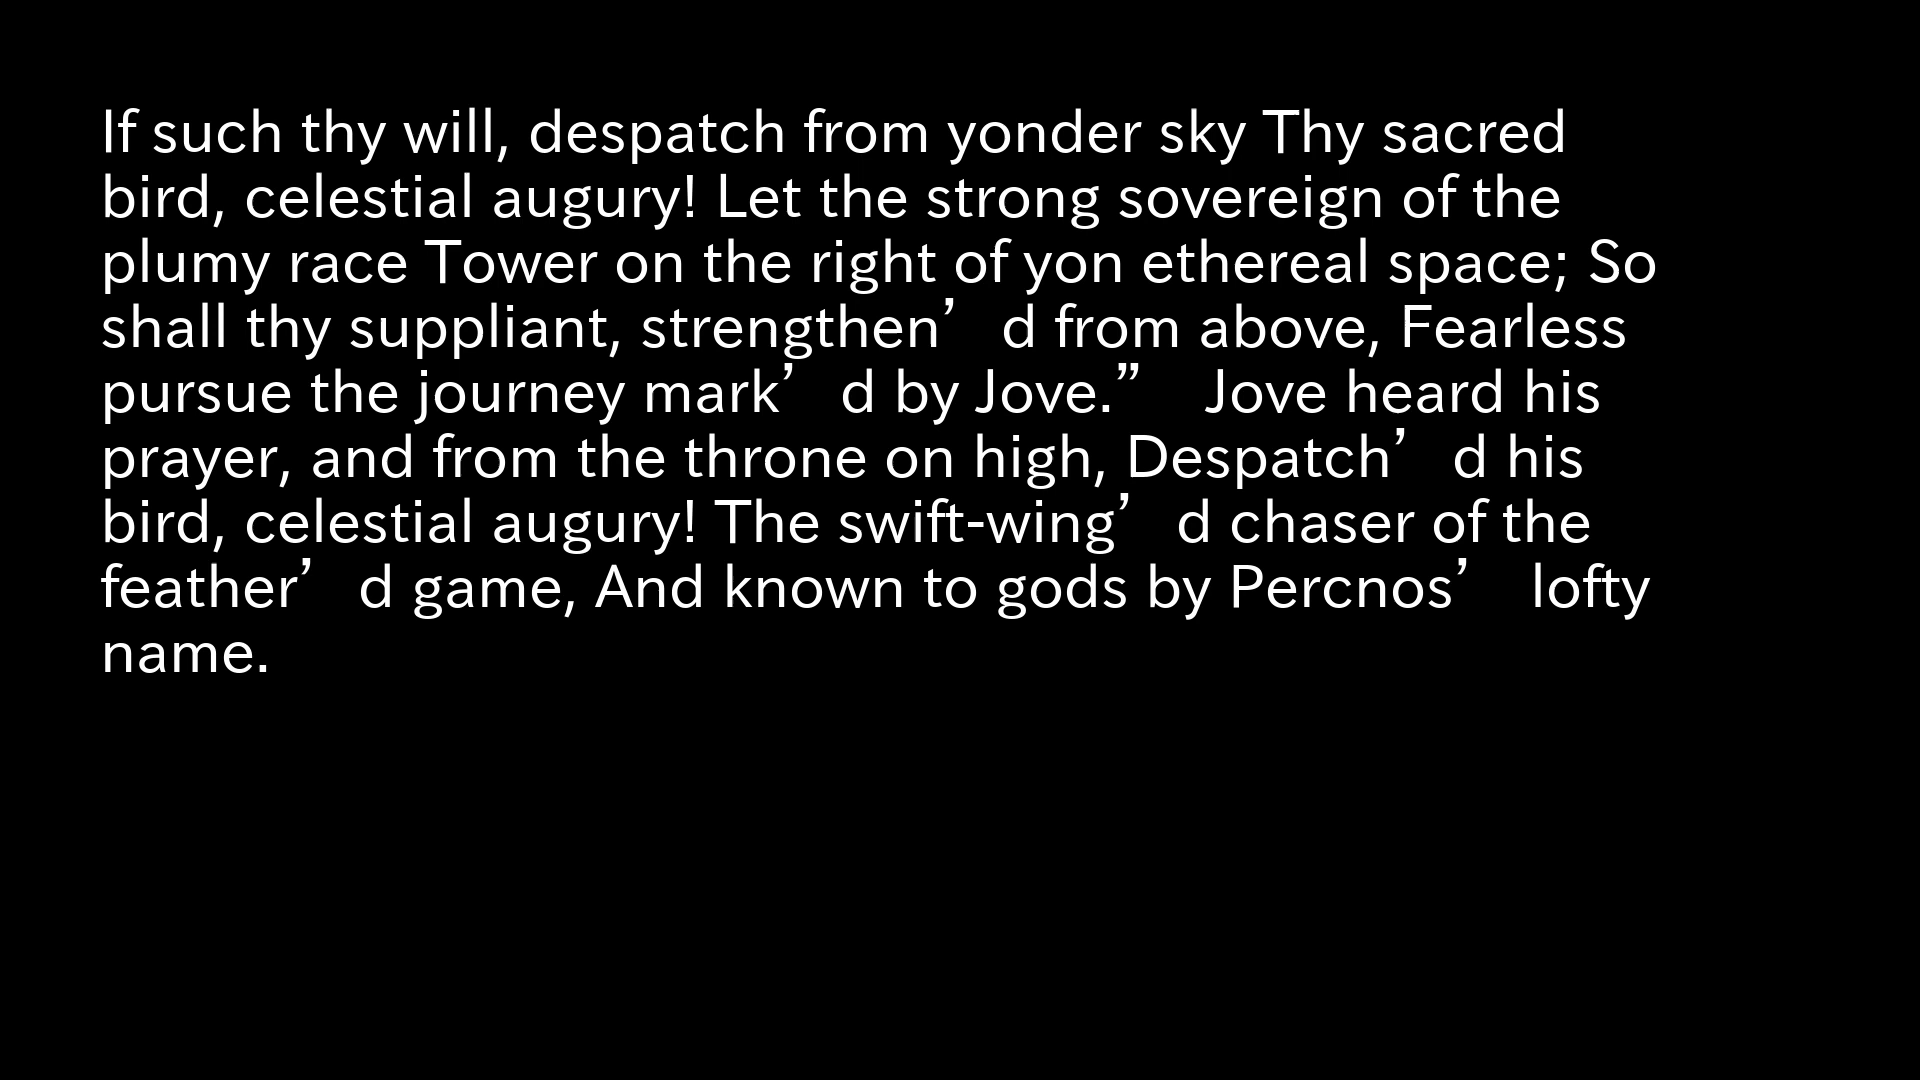 If such thy will, despatch from yonder sky Thy sacred
bird, celestial augury! Let the strong sovereign of the
plumy race Tower on the right of yon ethereal space; So
shall thy suppliant, strengthen’d from above, Fearless
pursue the journey mark’d by Jove.” Jove heard his
prayer, and from the throne on high, Despatch’d his
bird, celestial augury! The swift-wing’d chaser of the
feather’d game, And known to gods by Percnos’ lofty
name.